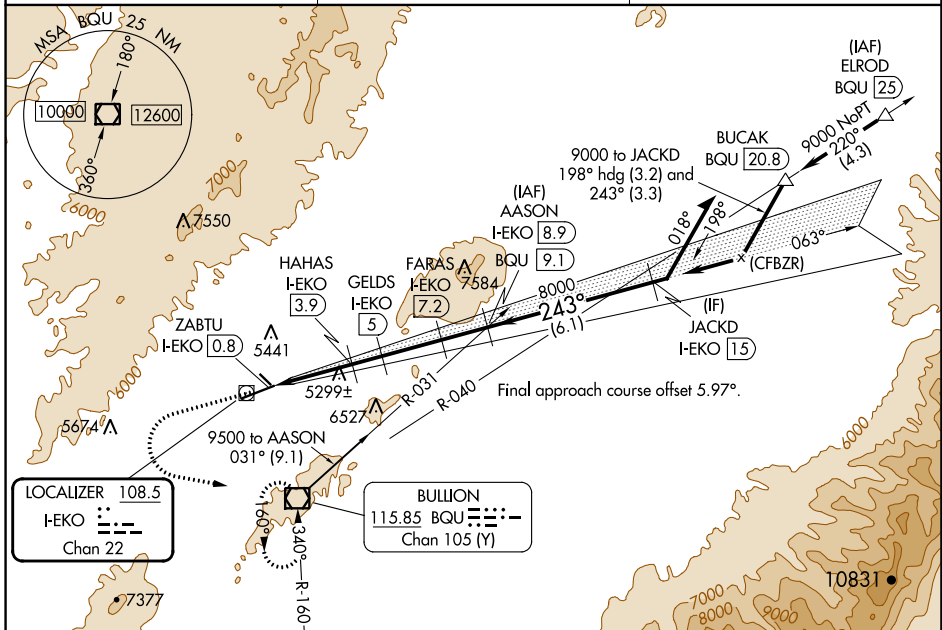 MSA BQU 25 NM
180°
10000
12600
360°
6000
7000
7550
(IAF)
ELROD
BQU 25
9000 NoPT
220°
(4.3)
BUCAK
BQU 20.8
9000 to JACKD
198° hdg (3.2) and
243° (3.3)
018°
198°
063°
(CFBZR)
(IAF)
AASON
I-EKO 8.9
BQU 9.1
FARAS
I-EKO
7.2
7584
8000
243°
(6.1)
(IF)
JACKD
I-EKO 15
HAHAS
I-EKO
3.9
GELDS
I-EKO
5
ZABTU
I-EKO 0.8
5441
5299±
6527
R-031
R-040
Final approach course offset 5.97°.
6000
5674
9500 to AASON
031° (9.1)
LOCALIZER 108.5
I-EKO
Chan 22
160°
340°
R-160
BULLION
115.85 BQU
Chan 105 (Y)
7377
6000
10831
7000
8000
9000